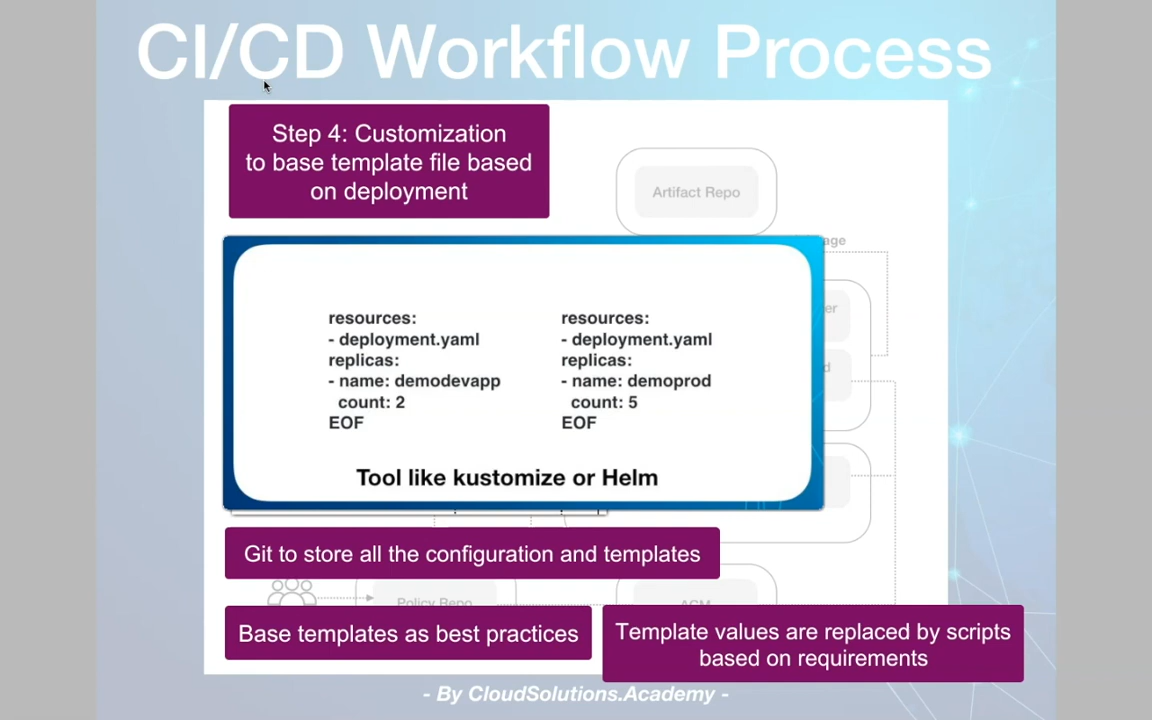 CI/CD Workflow Process
Step 4: Customization
to base template file based
on deployment
Artifact Repo
resources:
- deployment.yaml
replicas:
- name: demodevapp
count: 2
EOF
resources:
- deployment.yaml
replicas:
- name: demoprod
count: 5
EOF
Tool like kustomize or Helm
Git to store all the configuration and templates
Policy Repo
ACM
Base templates as best practices
Template values are replaced by scripts
based on requirements
- By CloudSolutions.Academy -